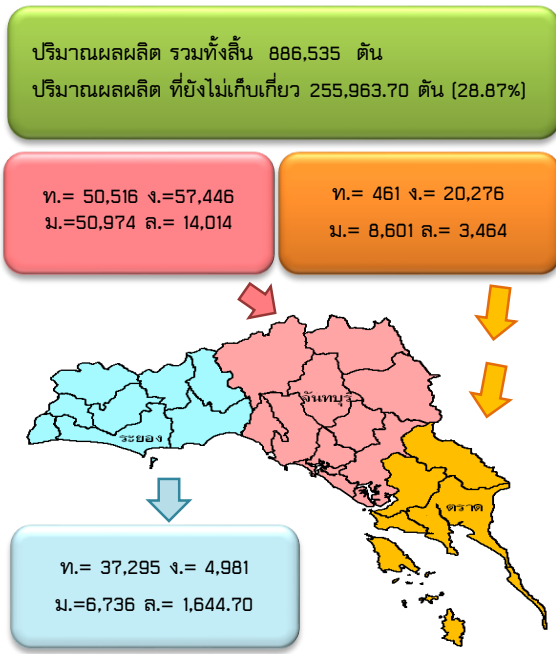 ปริมาณผลผลิต รวมทั้งสิ้น 886,535 ตัน
ปริมาณผลผลิต ที่ยังไม่เก็บเกี่ยว 255,963.70 ตัน (28.87%)
ท.= 50,516 ง.=57,446
ม.=50,974 ล.= 14,014
ท.= 461 ง.= 20,276
ม.= 8,601 ล.= 3,464
จันทบุรี
ระยอง
ตราด
ท.= 37,295 ง.= 4,981
ม.=6,736 ล.= 1,644.70